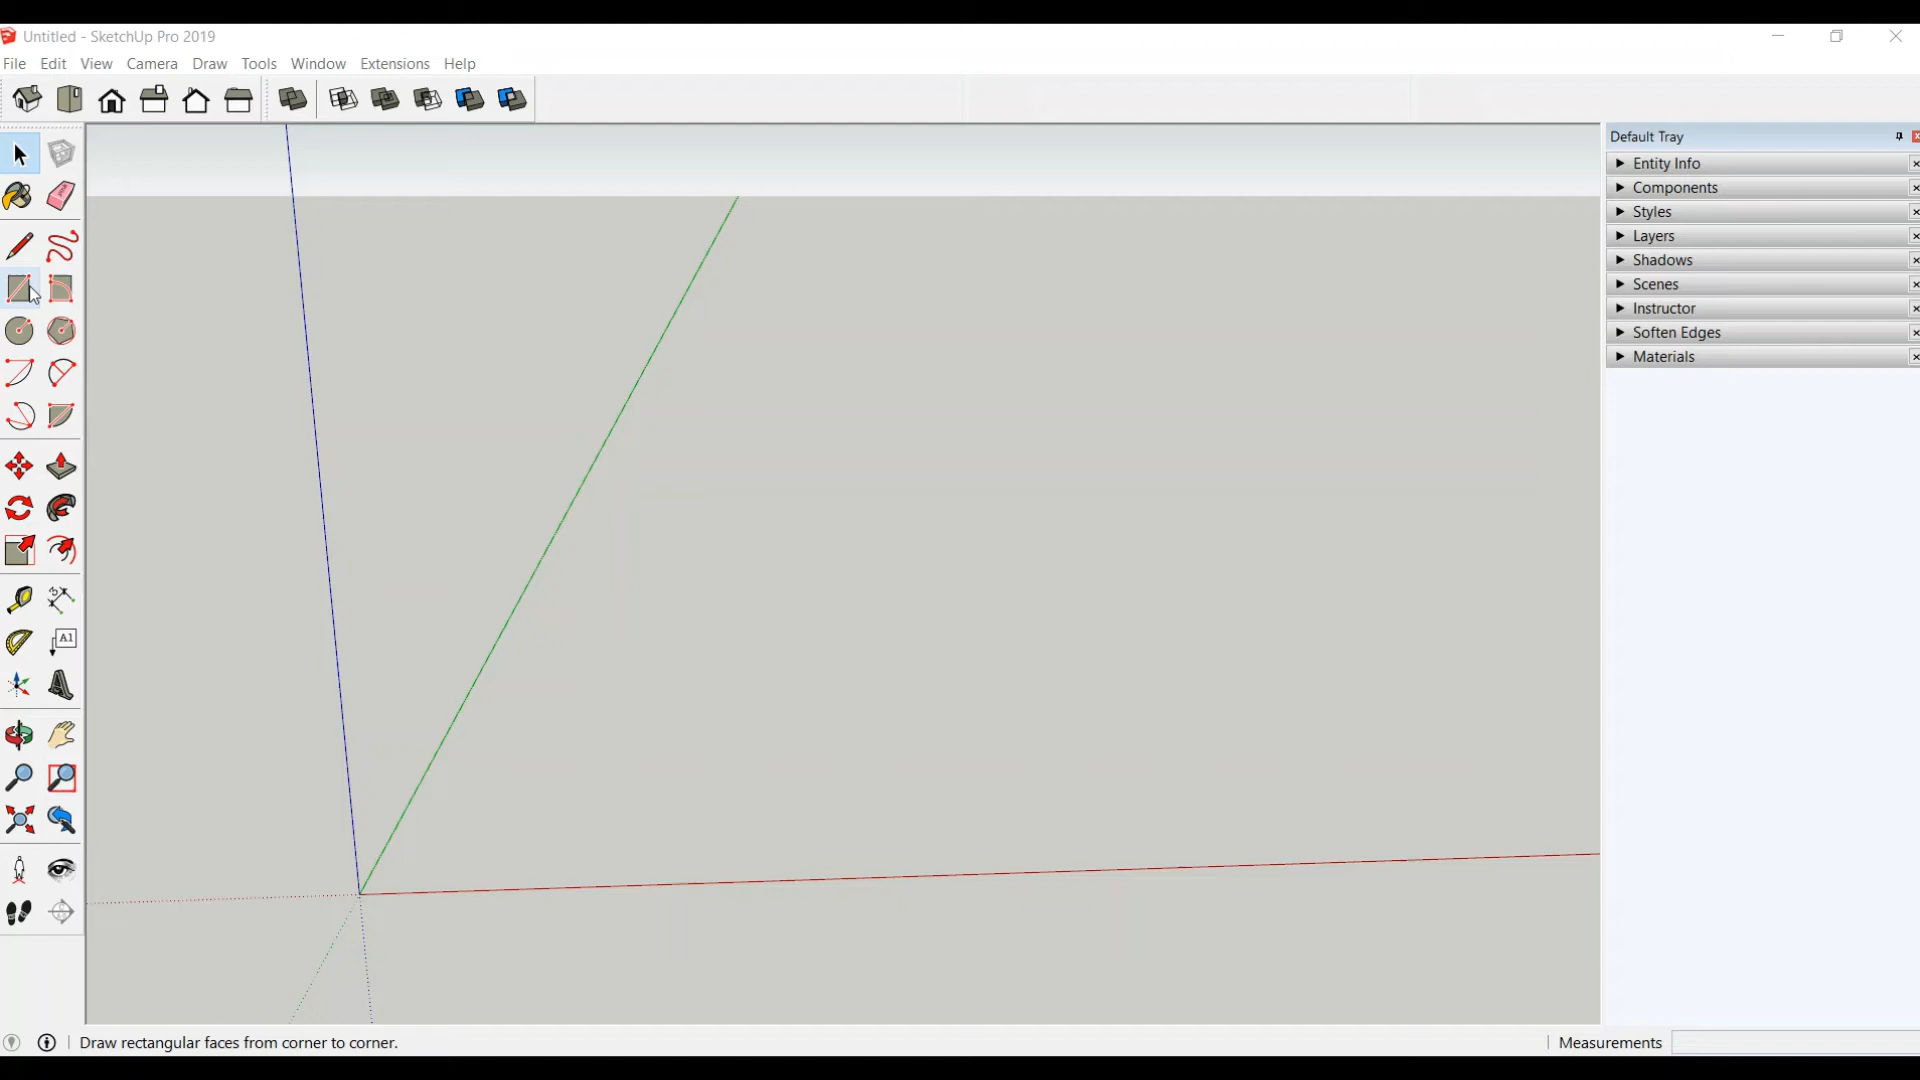 Untitled - SketchUp Pro 2019
File Edit View Camera Draw Tools Window Extensions Help
Default Tray
Entity Info
Components
Styles
Layers
Shadows
Scenes
Instructor
Soften Edges
Materials
A1
Draw rectangular faces from corner to corner.
Measurements